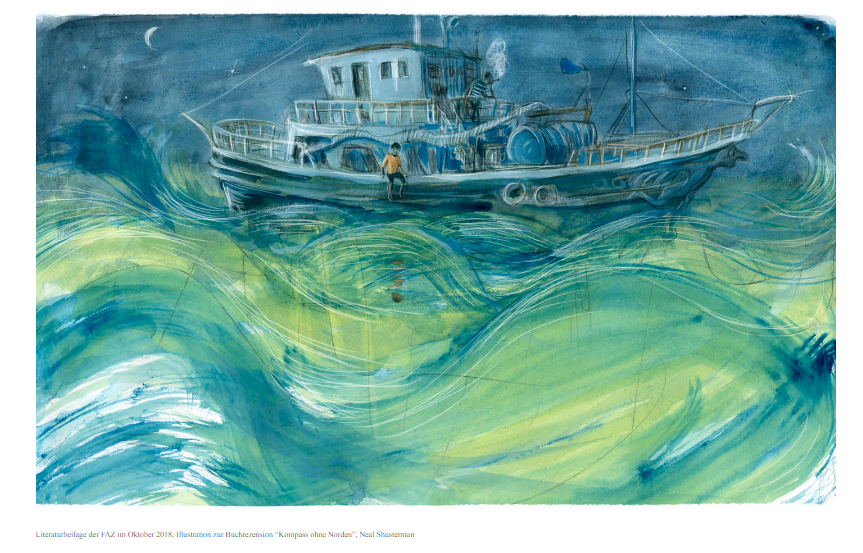 Literaturbeilage der FAZ im Oktober 2018, Illustration zur Buchrezension "Kompass ohne Norden", Neal Shusterman